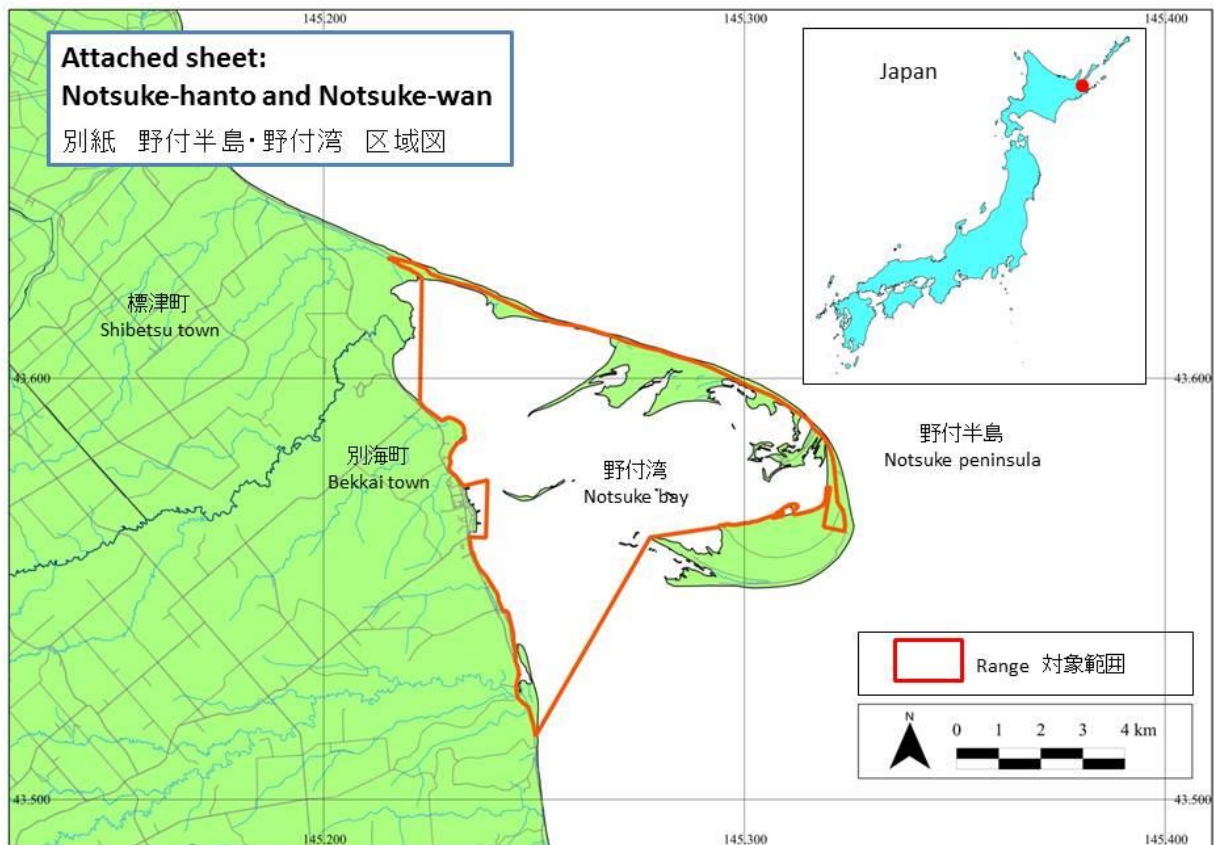 145.200
145.300
145.400
Attached sheet:
Notsuke-hanto and Notsuke-wan
別紙 野付半島・野付湾 区域図
Japan
標津町
Shibetsu town
43.600
43.600
別海町
Bekkai town
野付湾
Notsuke bay
野付半島
Notsuke peninsula
Range 対象範囲
N
0 1 2 3 4 km
43.500
43.500
145.200
145.300
145.400